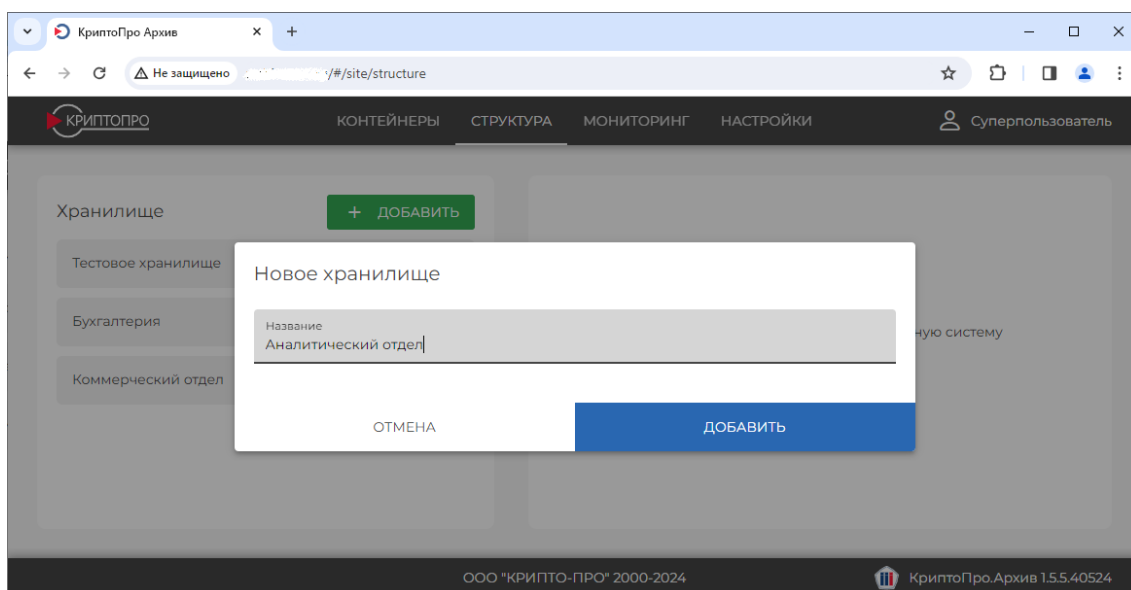 КриптоПро Архив
Не защищено /#/site/structure
КРИПТОПРО КОНТЕЙНЕРЫ СТРУКТУРА МОНИТОРИНГ НАСТРОЙКИ Суперпользователь
Хранилище + ДОБАВИТЬ
Тестовое хранилище
Новое хранилище
Бухгалтерия
Название
Аналитический отдел
ную систему
Коммерческий отдел
ОТМЕНА ДОБАВИТЬ
ООО "КРИПТО-ПРО" 2000-2024 КриптоПро.Архив 1.5.5.40524